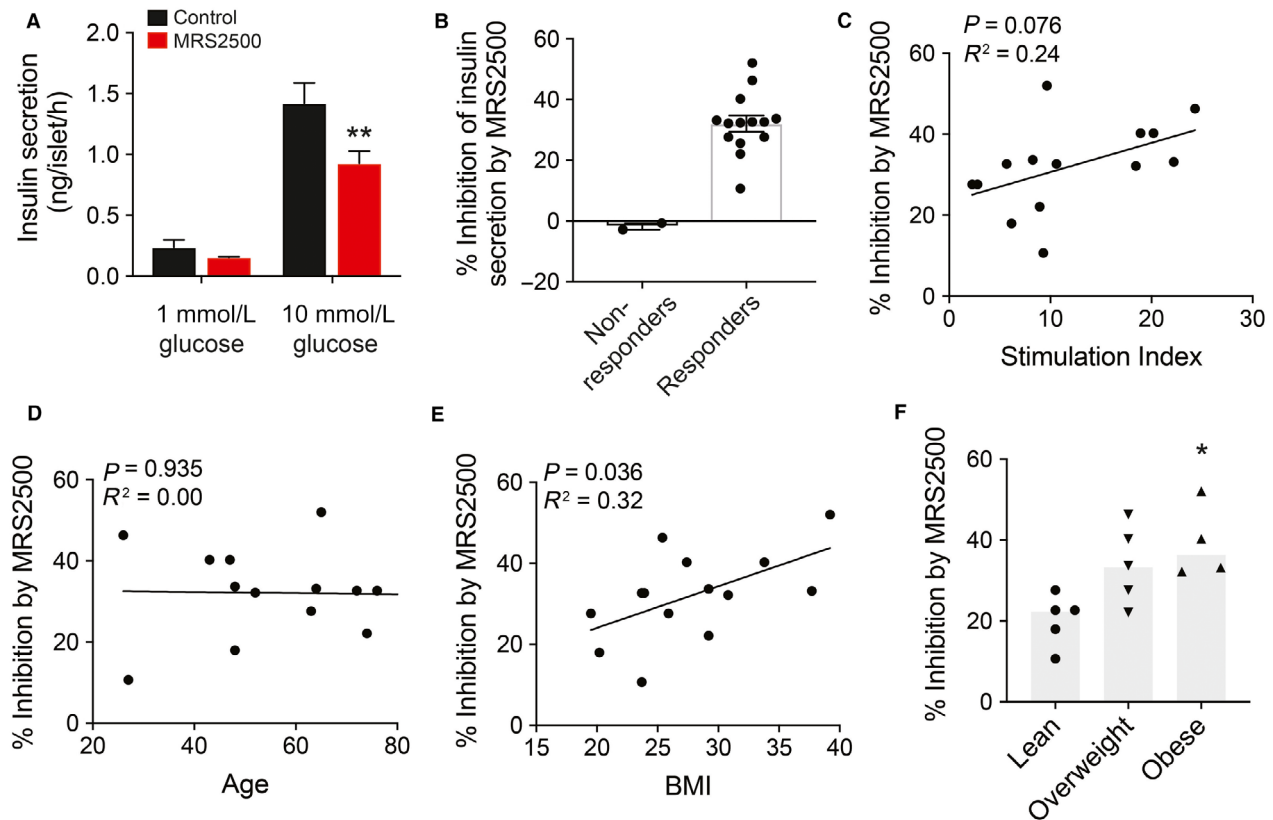 A
Control
MRS2500
Insulin secretion
(ng/islet/h)
2.0
1.5
1.0
0.5
0.0
**
1 mmol/L
glucose
10 mmol/L
glucose
B
% Inhibition of insulin
secretion by MRS2500
60
40
20
0
–20
Non-
responders
Responders
C
P = 0.076
R² = 0.24
% Inhibition by MRS2500
60
40
20
0
0 10 20 30
Stimulation Index
D
P = 0.935
R² = 0.00
% Inhibition by MRS2500
60
40
20
0
20 40 60 80
Age
E
P = 0.036
R² = 0.32
% Inhibition by MRS2500
60
40
20
0
15 20 25 30 35 40
BMI
F
% Inhibition by MRS2500
60
40
20
0
*
Lean
Overweight
Obese